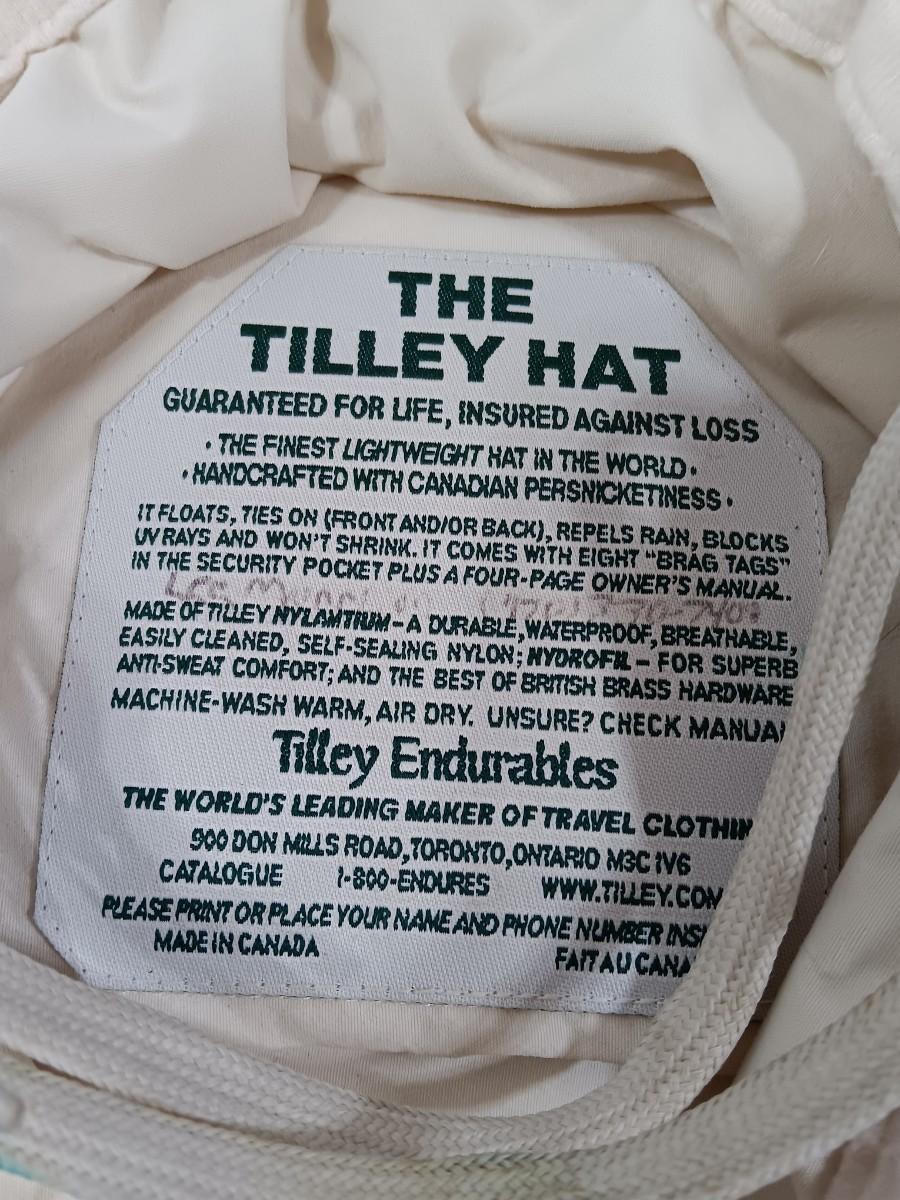 THE
TILLEY HAT
GUARANTEED FOR LIFE, INSURED AGAINST LOSS
• THE FINEST LIGHTWEIGHT HAT IN THE WORLD •
• HANDCRAFTED WITH CANADIAN PERSNICKETINESS •
IT FLOATS, TIES ON (FRONT AND/OR BACK), REPELS RAIN, BLOCKS
UV RAYS AND WON'T SHRINK. IT COMES WITH EIGHT "BRAG TAGS"
IN THE SECURITY POCKET PLUS A FOUR-PAGE OWNER'S MANUAL.
MADE OF TILLEY NYLAMTIUM – A DURABLE, WATERPROOF, BREATHABLE,
EASILY CLEANED, SELF-SEALING NYLON; HYDROFIL – FOR SUPERB
ANTI-SWEAT COMFORT; AND THE BEST OF BRITISH BRASS HARDWARE
MACHINE-WASH WARM, AIR DRY. UNSURE? CHECK MANUAL
Tilley Endurables
THE WORLD'S LEADING MAKER OF TRAVEL CLOTHIN
900 DON MILLS ROAD, TORONTO, ONTARIO M3C 1V6
CATALOGUE 1-800-ENDURES WWW.TILLEY.COM
PLEASE PRINT OR PLACE YOUR NAME AND PHONE NUMBER INSI
MADE IN CANADA FAIT AU CANA